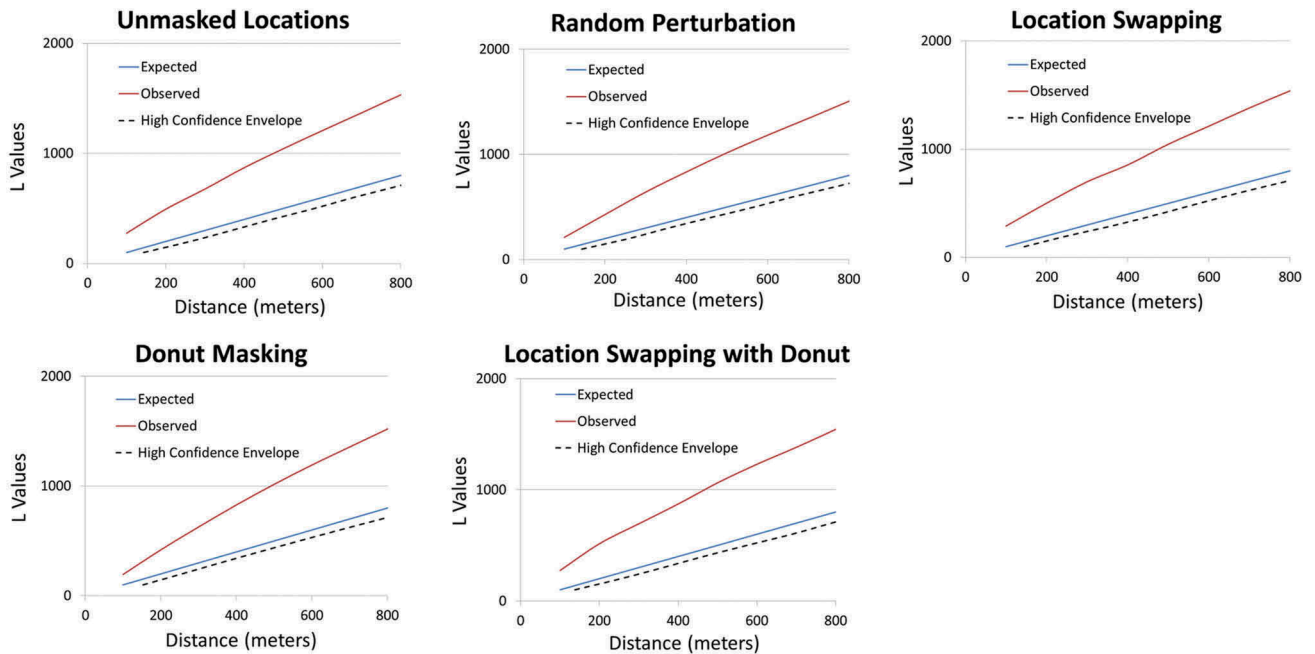 Unmasked Locations
2000
1000
0
L Values
Expected
Observed
High Confidence Envelope
0 200 400 600 800
Distance (meters)
Random Perturbation
2000
1000
0
L Values
Expected
Observed
High Confidence Envelope
0 200 400 600 800
Distance (meters)
Location Swapping
2000
1000
0
L Values
Expected
Observed
High Confidence Envelope
0 200 400 600 800
Distance (meters)
Donut Masking
2000
1000
0
L Values
Expected
Observed
High Confidence Envelope
0 200 400 600 800
Distance (meters)
Location Swapping with Donut
2000
1000
0
L Values
Expected
Observed
High Confidence Envelope
0 200 400 600 800
Distance (meters)